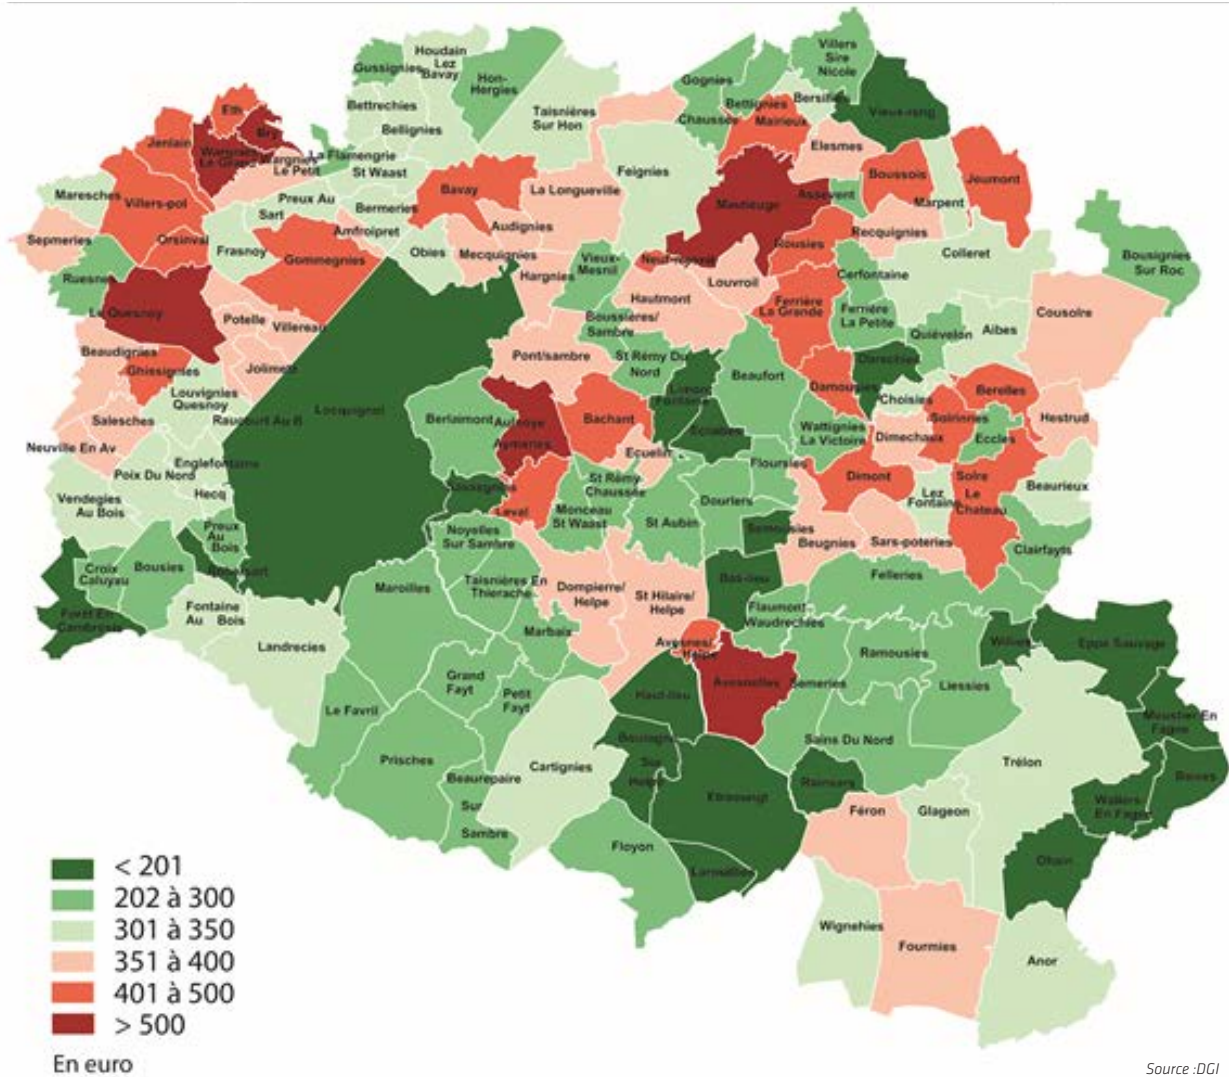 Villers
Sire
Nicole
Houdain
Lez
Bavay
Gussignies
Hon-
Hergies
Gognies
Chaussée
Bettignies
Bersillies
Vieux-reng
Mairieux
Bettrechies
Bellignies
Taisnières
Sur Hon
Eth
Bry
Jenlain
Wargnies
Le Grand
Wargnies
Le Petit
La Flamengrie
St Waast
Elesmes
Feignies
Boussois
Jeumont
Maresches
Villers-pol
Preux Au
Sart
Bermeries
Bavay
La Longueville
Maubeuge
Assevent
Marpent
Sepmeries
Orsinval
Frasnoy
Amfroipret
Gommegnies
Obies
Audignies
Mecquignies
Rousies
Recquignies
Colleret
Bousignies
Sur Roc
Ruesnes
Hargnies
Vieux-
Mesnil
Neuf-mesnil
Louvroil
Cerfontaine
Le Quesnoy
Potelle
Villereau
Hautmont
Boussières/
Sambre
Ferrière
La Grande
Ferrière
La Petite
Quiévelon
Aibes
Cousolre
Beaudignies
Ghissignies
Jolimetz
Pont/sambre
St Rémy Du
Nord
Beaufort
Damousies
Obrechies
Choisies
Berelles
Louvignies
Quesnoy
Raucourt Au B
Locquignol
Berlaimont
Aulnoye
Aymeries
Bachant
Limont
Fontaine
Eclaibes
Wattignies
La Victoire
Dimechaux
Solrinnes
Eccles
Hestrud
Salesches
Neuville En Av
Poix Du Nord
Englefontaine
Hecq
Ecuelin
Floursies
Dimont
Solre
Le
Chateau
Lez
Fontaine
Beaurieux
Vendegies
Au Bois
Sassegnies
Leval
St Rémy
Chaussée
Monceau
St Waast
St Aubin
Dourlers
Semousies
Beugnies
Sars-poteries
Clairfayts
Preux
Au
Bois
Robersart
Noyelles
Sur Sambre
Croix
Caluyau
Bousies
Forêt En
Cambrésis
Fontaine
Au Bois
Landrecies
Maroilles
Taisnières En
Thierache
Dompierre/
Helpe
St Hilaire/
Helpe
Bas-lieu
Felleries
Flaumont
Waudrechies
Marbaix
Avesnes/
Helpe
Avesnelles
Semeries
Ramousies
Willies
Eppe Sauvage
Liessies
Grand
Fayt
Petit
Fayt
Haut-lieu
Le Favril
Moustier En
Fagne
Boulogne
Sur
Helpe
Sains Du Nord
Prisches
Beaurepaire
Sur
Sambre
Cartignies
Etroeungt
Rainsars
Trélon
Baives
Wallers
En Fagne
Féron
Glageon
Floyon
Larouillies
Ohain
Wignehies
Fourmies
Anor
< 201
202 à 300
301 à 350
351 à 400
401 à 500
> 500
En euro
Source :DGI